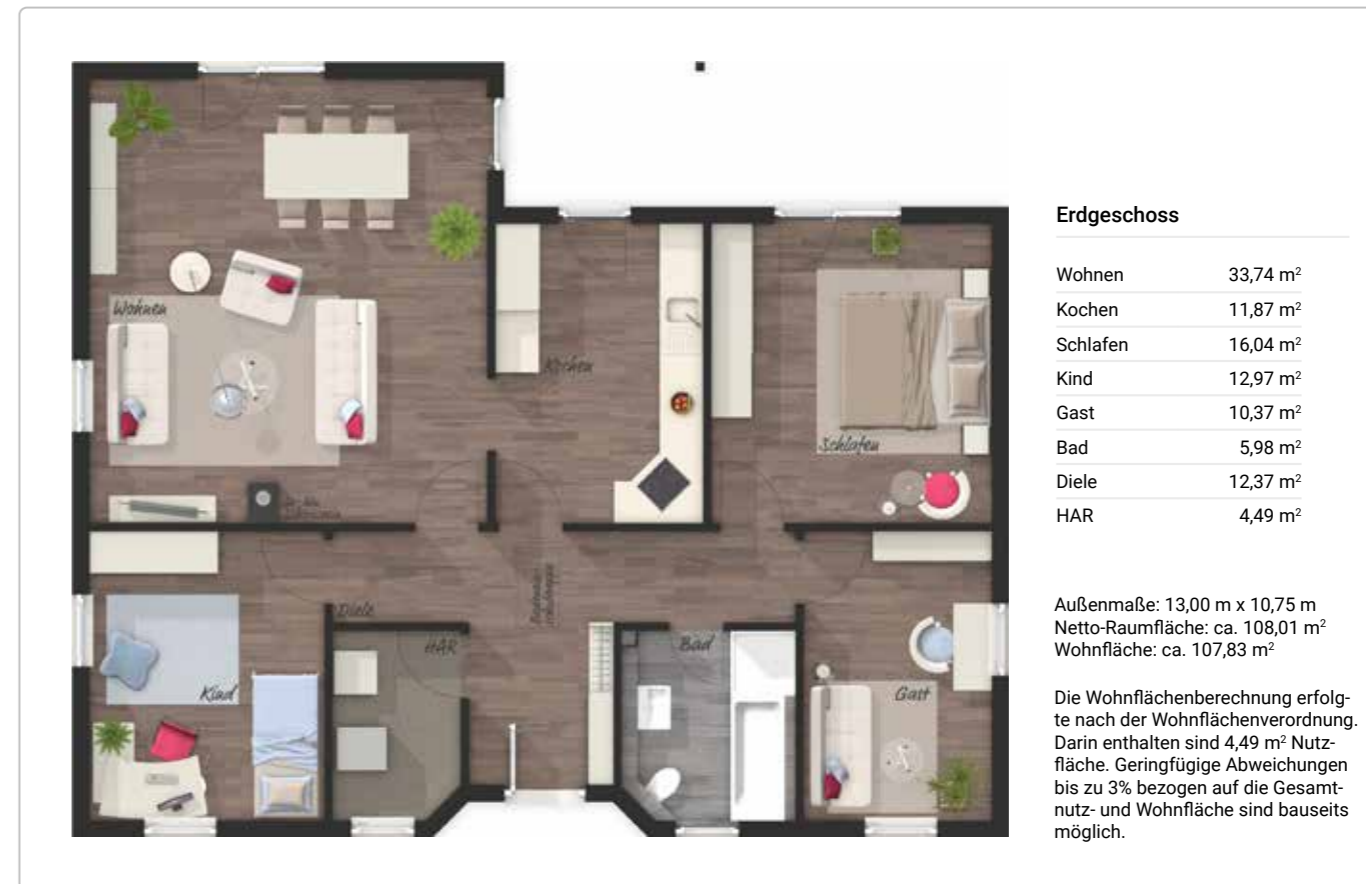 Wohnen
Kochen
Schlafen
Diele
HAR
Bad
Kind
Gast
Erdgeschoss
Wohnen 33,74 m²
Kochen 11,87 m²
Schlafen 16,04 m²
Kind 12,97 m²
Gast 10,37 m²
Bad 5,98 m²
Diele 12,37 m²
HAR 4,49 m²
Außenmaße: 13,00 m x 10,75 m
Netto-Raumfläche: ca. 108,01 m²
Wohnfläche: ca. 107,83 m²
Die Wohnflächenberechnung erfolg-
te nach der Wohnflächenverordnung.
Darin enthalten sind 4,49 m² Nutz-
fläche. Geringfügige Abweichungen
bis zu 3% bezogen auf die Gesamt-
nutz- und Wohnfläche sind bauseits
möglich.